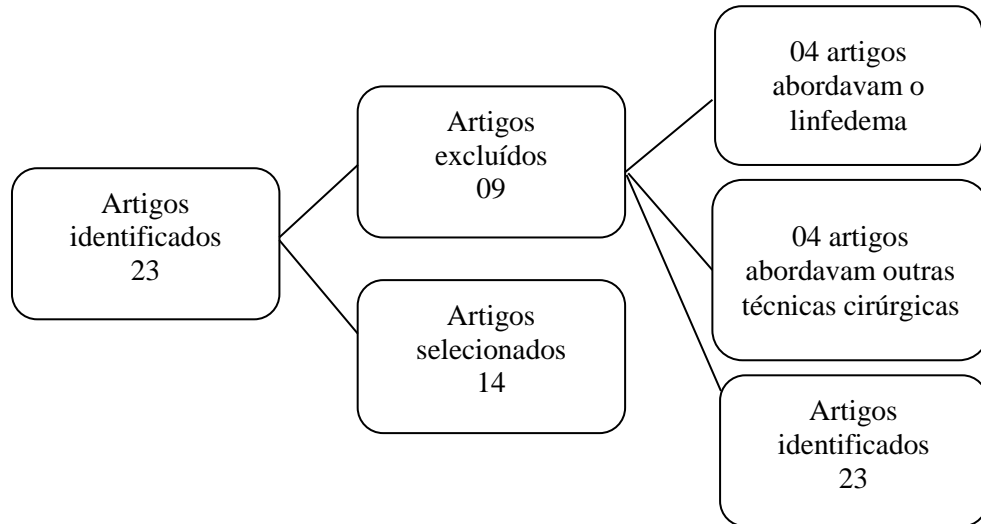 Artigos
identificados
23
Artigos
excluídos
09
Artigos
selecionados
14
04 artigos
abordavam o
linfedema
04 artigos
abordavam outras
técnicas cirúrgicas
Artigos
identificados
23